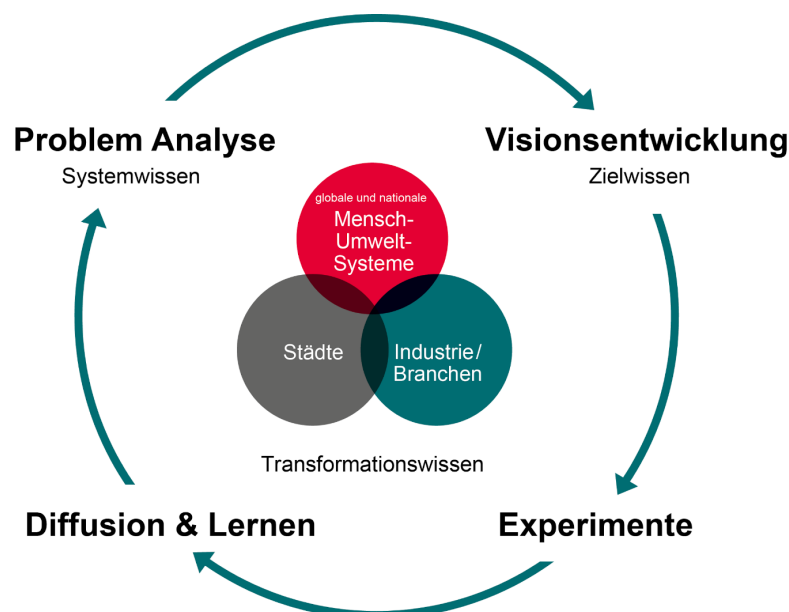 Problem Analyse
Systemwissen
Visionsentwicklung
Zielwissen
globale und nationale
Mensch-
Umwelt-
Systeme
Städte
Industrie/
Branchen
Transformationswissen
Diffusion & Lernen
Experimente